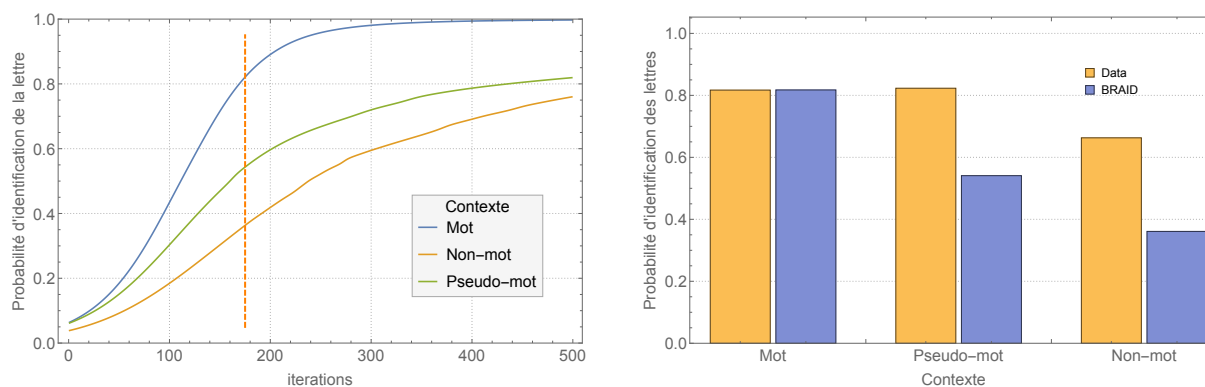 Probabilité d'identification de la lettre
1.0
0.8
0.6
0.4
0.2
0.0
0 100 200 300 400 500
iterations
Contexte
Mot
Non-mot
Pseudo-mot
Probabilité d'identification des lettres
1.0
0.8
0.6
0.4
0.2
0.0
Data
BRAID
Mot Pseudo-mot Non-mot
Contexte